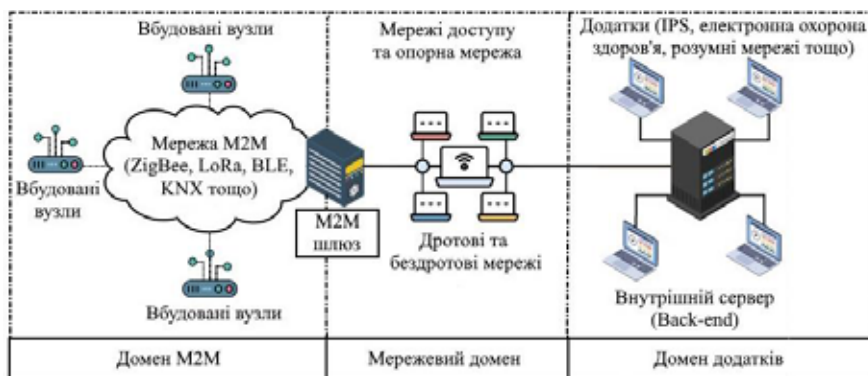 Вбудовані вузли
Мережа M2M
(ZigBee, LoRa, BLE,
KNX тощо)
Вбудовані
вузли
Вбудовані вузли
M2M
шлюз
Домен M2M
Мережі доступу
та опорна мережа
Дротові та
бездротові мережі
Мережевий домен
Додатки (IPS, електронна охорона
здоров'я, розумні мережі тощо)
Внутрішній сервер
(Back-end)
Домен додатків